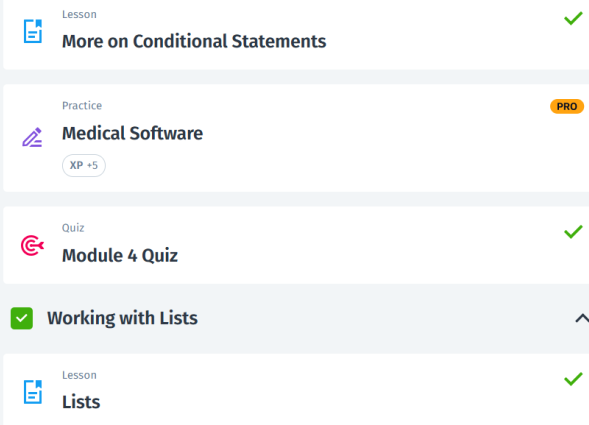 Lesson
More on Conditional Statements
Practice
PRO
Medical Software
XP +5
Quiz
Module 4 Quiz
Working with Lists
Lesson
Lists